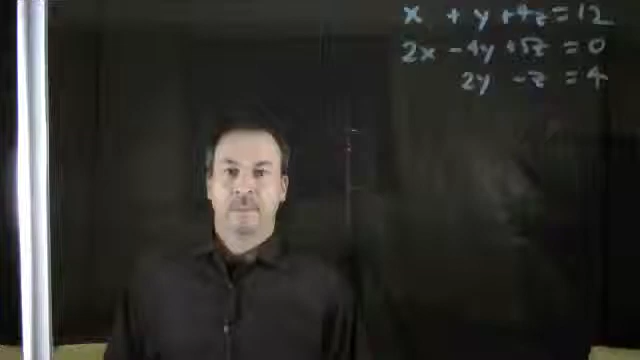 x + y + 4z = 12
2x - 4y + 5z = 0
2y - z = 4